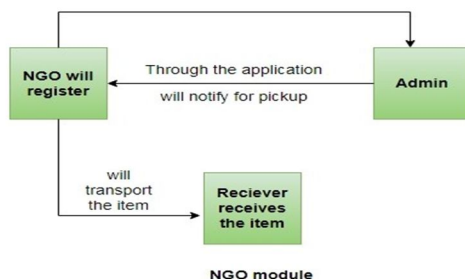 NGO will
register
Through the application
will notify for pickup
Admin
will
transport
the item
Reciever
receives
the item
NGO module